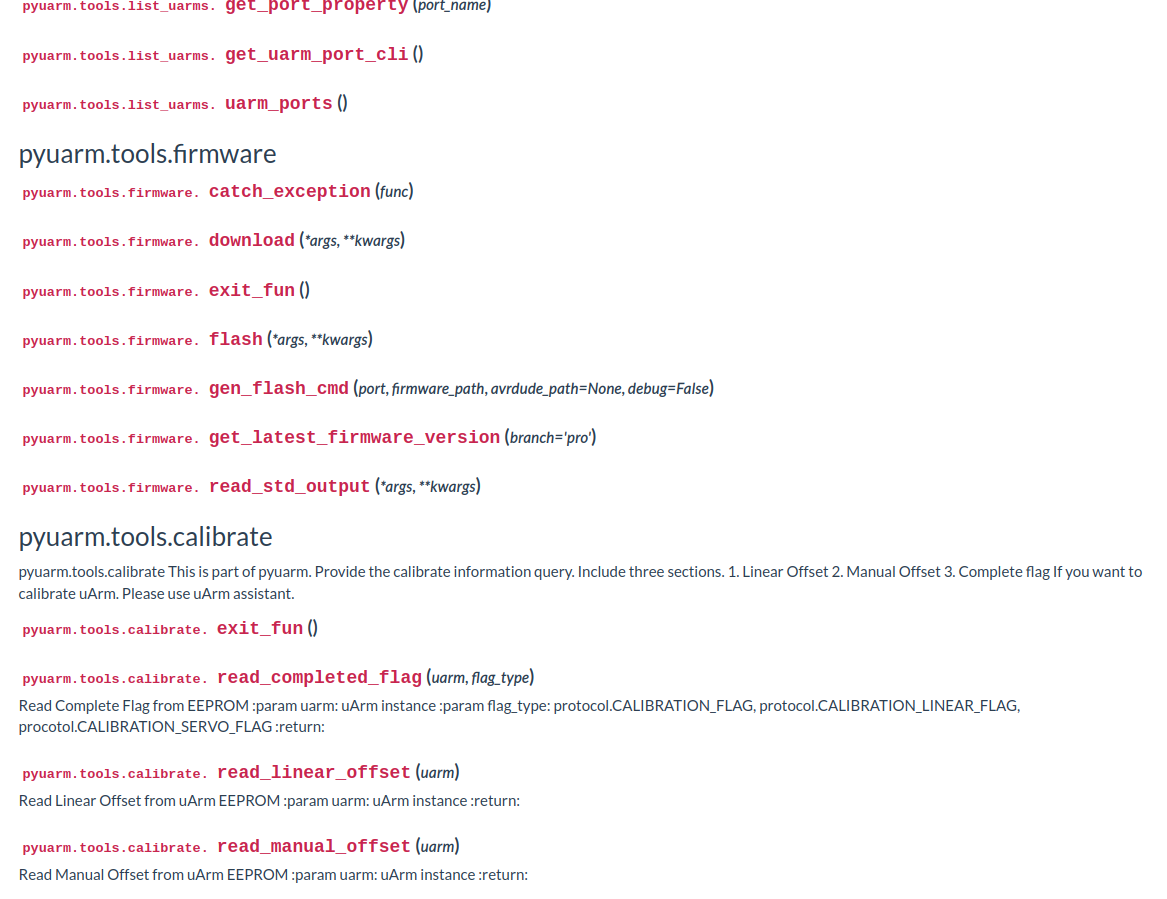 pyuarm.tools.list_uarms. get_port_property (port_name)
pyuarm.tools.list_uarms. get_uarm_port_cli ()
pyuarm.tools.list_uarms. uarm_ports ()
pyuarm.tools.firmware
pyuarm.tools.firmware. catch_exception (func)
pyuarm.tools.firmware. download (*args, **kwargs)
pyuarm.tools.firmware. exit_fun ()
pyuarm.tools.firmware. flash (*args, **kwargs)
pyuarm.tools.firmware. gen_flash_cmd (port, firmware_path, avrdude_path=None, debug=False)
pyuarm.tools.firmware. get_latest_firmware_version (branch='pro')
pyuarm.tools.firmware. read_std_output (*args, **kwargs)
pyuarm.tools.calibrate
pyuarm.tools.calibrate This is part of pyuarm. Provide the calibrate information query. Include three sections. 1. Linear Offset 2. Manual Offset 3. Complete flag If you want to
calibrate uArm. Please use uArm assistant.
pyuarm.tools.calibrate. exit_fun ()
pyuarm.tools.calibrate. read_completed_flag (uarm, flag_type)
Read Complete Flag from EEPROM :param uarm: uArm instance :param flag_type: protocol.CALIBRATION_FLAG, protocol.CALIBRATION_LINEAR_FLAG,
procotol.CALIBRATION_SERVO_FLAG :return:
pyuarm.tools.calibrate. read_linear_offset (uarm)
Read Linear Offset from uArm EEPROM :param uarm: uArm instance :return:
pyuarm.tools.calibrate. read_manual_offset (uarm)
Read Manual Offset from uArm EEPROM :param uarm: uArm instance :return: